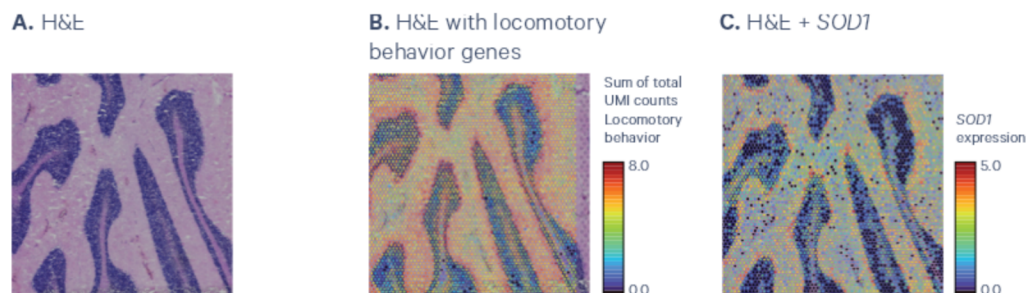 A. H&E
B. H&E with locomotory
behavior genes
C. H&E + SOD1
Sum of total
UMI counts
Locomotory
behavior
8.0
0.0
SOD1
expression
5.0
0.0